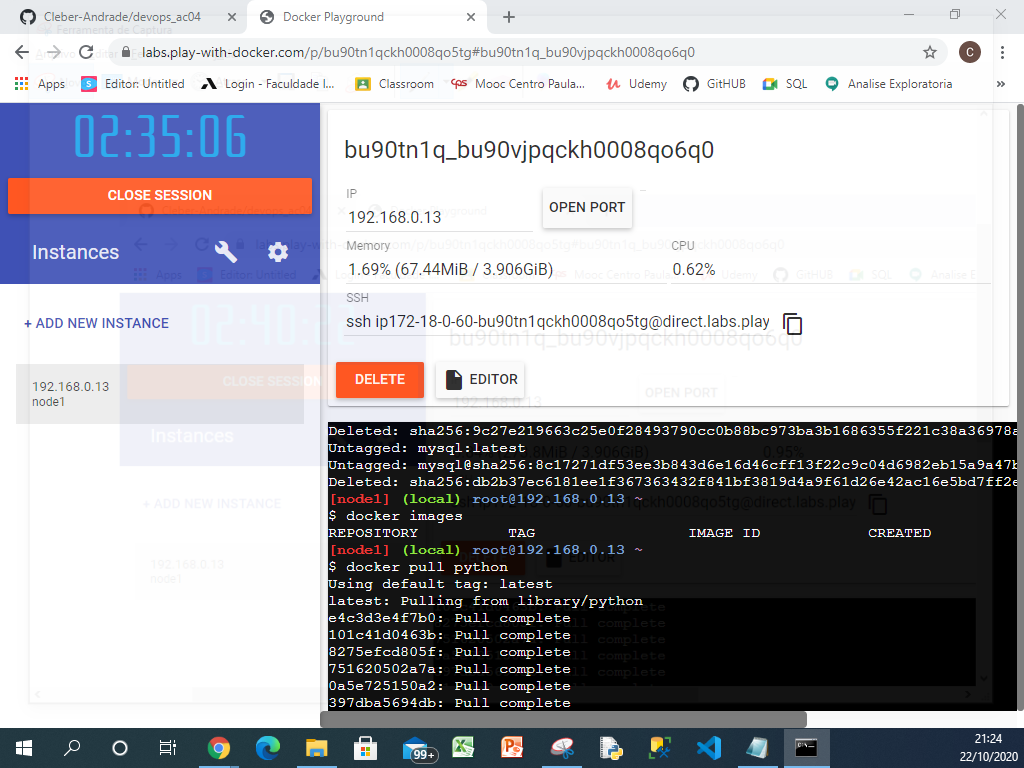 Cleber-Andrade/devops_ac04
Docker Playground
labs.play-with-docker.com/p/bu90tn1qckh0008qo5tg#bu90tn1q_bu90vjpqckh0008qo6q0
C
Apps
Editor: Untitled
Login - Faculdade I...
Classroom
Mooc Centro Paula...
Udemy
GitHUB
SQL
Analise Exploratoria
»
02:35:06
CLOSE SESSION
Instances
+ ADD NEW INSTANCE
192.168.0.13
node1
bu90tn1q_bu90vjpqckh0008qo6q0
IP
192.168.0.13
OPEN PORT
Memory
1.69% (67.44MiB / 3.906GiB)
CPU
0.62%
SSH
ssh ip172-18-0-60-bu90tn1qckh0008qo5tg@direct.labs.play
DELETE
EDITOR
Deleted: sha256:9c27e219663c25e0f28493790cc0b88bc973ba3b1686355f221c38a36978a
Untagged: mysql:latest
Untagged: mysql@sha256:8c17271df53ee3b843d6e16d46cff13f22c9c04d6982eb15a9a47b
Deleted: sha256:db2b37ec6181ee1f367363432f841bf3819d4a9f61d26e42ac16e5bd7ff2e
[node1] (local) root@192.168.0.13 ~
$ docker images
REPOSITORY TAG IMAGE ID CREATED
[node1] (local) root@192.168.0.13 ~
$ docker pull python
Using default tag: latest
latest: Pulling from library/python
e4c3d3e4f7b0: Pull complete
101c41d0463b: Pull complete
8275efcd805f: Pull complete
751620502a7a: Pull complete
0a5e725150a2: Pull complete
397dba5694db: Pull complete
99+
21:24
22/10/2020